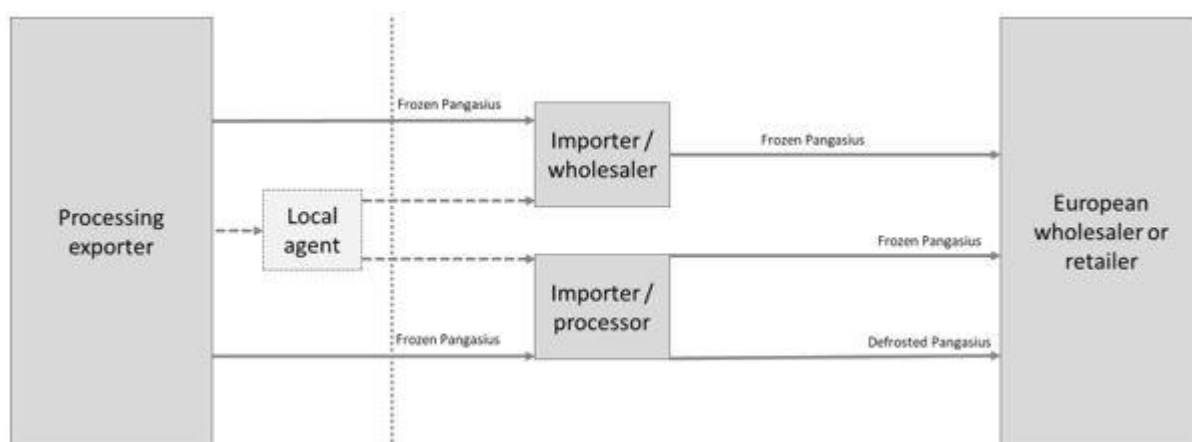 Frozen Pangasius
Importer /
wholesaler
Frozen Pangasius
Processing
exporter
Local
agent
European
wholesaler or
retailer
Frozen Pangasius
Importer /
processor
Frozen Pangasius
Defrosted Pangasius